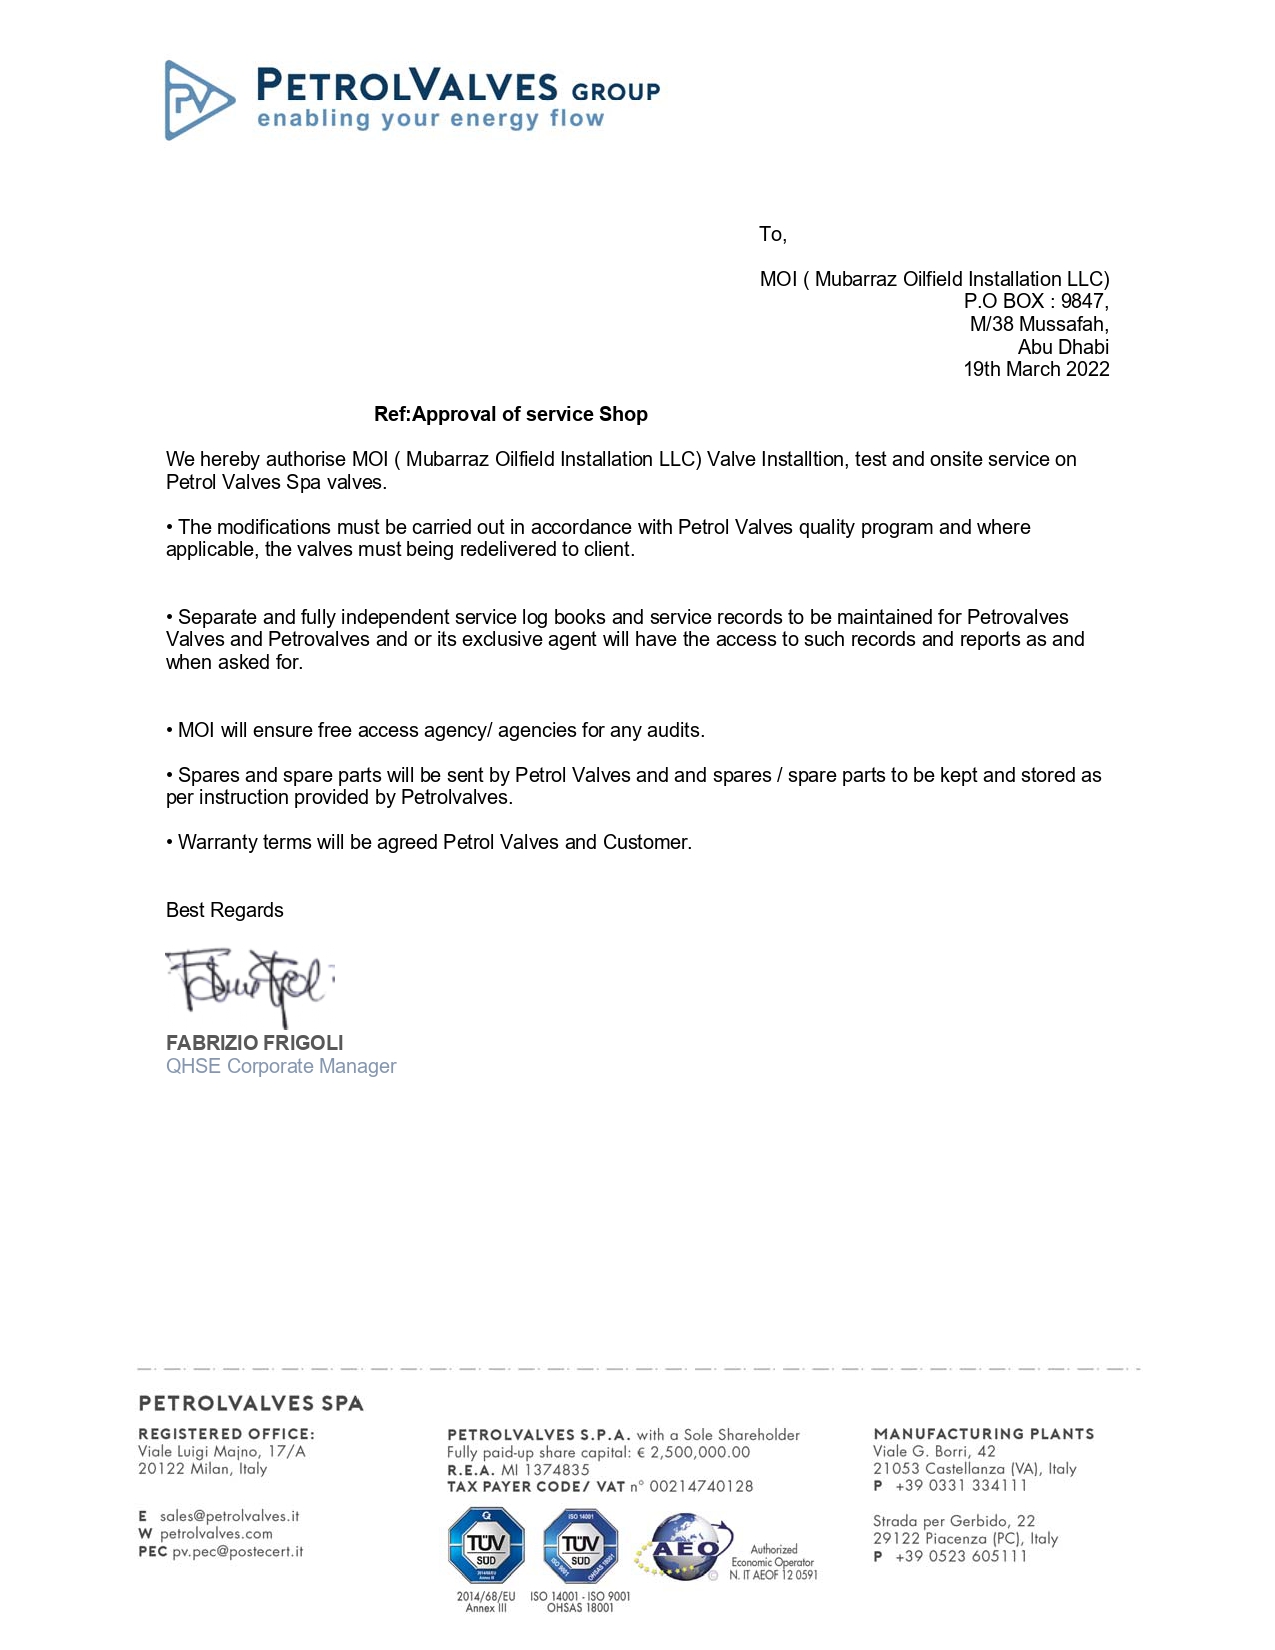 PV
PETROLVALVES GROUP
enabling your energy flow
To,
MOI ( Mubarraz Oilfield Installation LLC)
P.O BOX : 9847,
M/38 Mussafah,
Abu Dhabi
19th March 2022
Ref:Approval of service Shop
We hereby authorise MOI ( Mubarraz Oilfield Installation LLC) Valve Installtion, test and onsite service on
Petrol Valves Spa valves.
• The modifications must be carried out in accordance with Petrol Valves quality program and where
applicable, the valves must being redelivered to client.
• Separate and fully independent service log books and service records to be maintained for Petrovalves
Valves and Petrovalves and or its exclusive agent will have the access to such records and reports as and
when asked for.
• MOI will ensure free access agency/ agencies for any audits.
• Spares and spare parts will be sent by Petrol Valves and and spares / spare parts to be kept and stored as
per instruction provided by Petrolvalves.
• Warranty terms will be agreed Petrol Valves and Customer.
Best Regards
FABRIZIO FRIGOLI
QHSE Corporate Manager
PETROLVALVES SPA
REGISTERED OFFICE:
Viale Luigi Majno, 17/A
20122 Milan, Italy
E sales@petrolvalves.it
W petrolvalves.com
PEC pv.pec@postecert.it
PETROLVALVES S.P.A. with a Sole Shareholder
Fully paid-up share capital: € 2,500,000.00
R.E.A. MI 1374835
TAX PAYER CODE/ VAT n° 00214740128
TÜV
SÜD
2014/68/EU
Annex III
2014/68/EU
Annex III
ISO 14001
TÜV
SÜD
ISO 9001
OHSAS 18001
ISO 14001 - ISO 9001
OHSAS 18001
AEO
Authorized
Economic Operator
N. IT AEOF 12 0591
MANUFACTURING PLANTS
Viale G. Borri, 42
21053 Castellanza (VA), Italy
P +39 0331 334111
Strada per Gerbido, 22
29122 Piacenza (PC), Italy
P +39 0523 605111